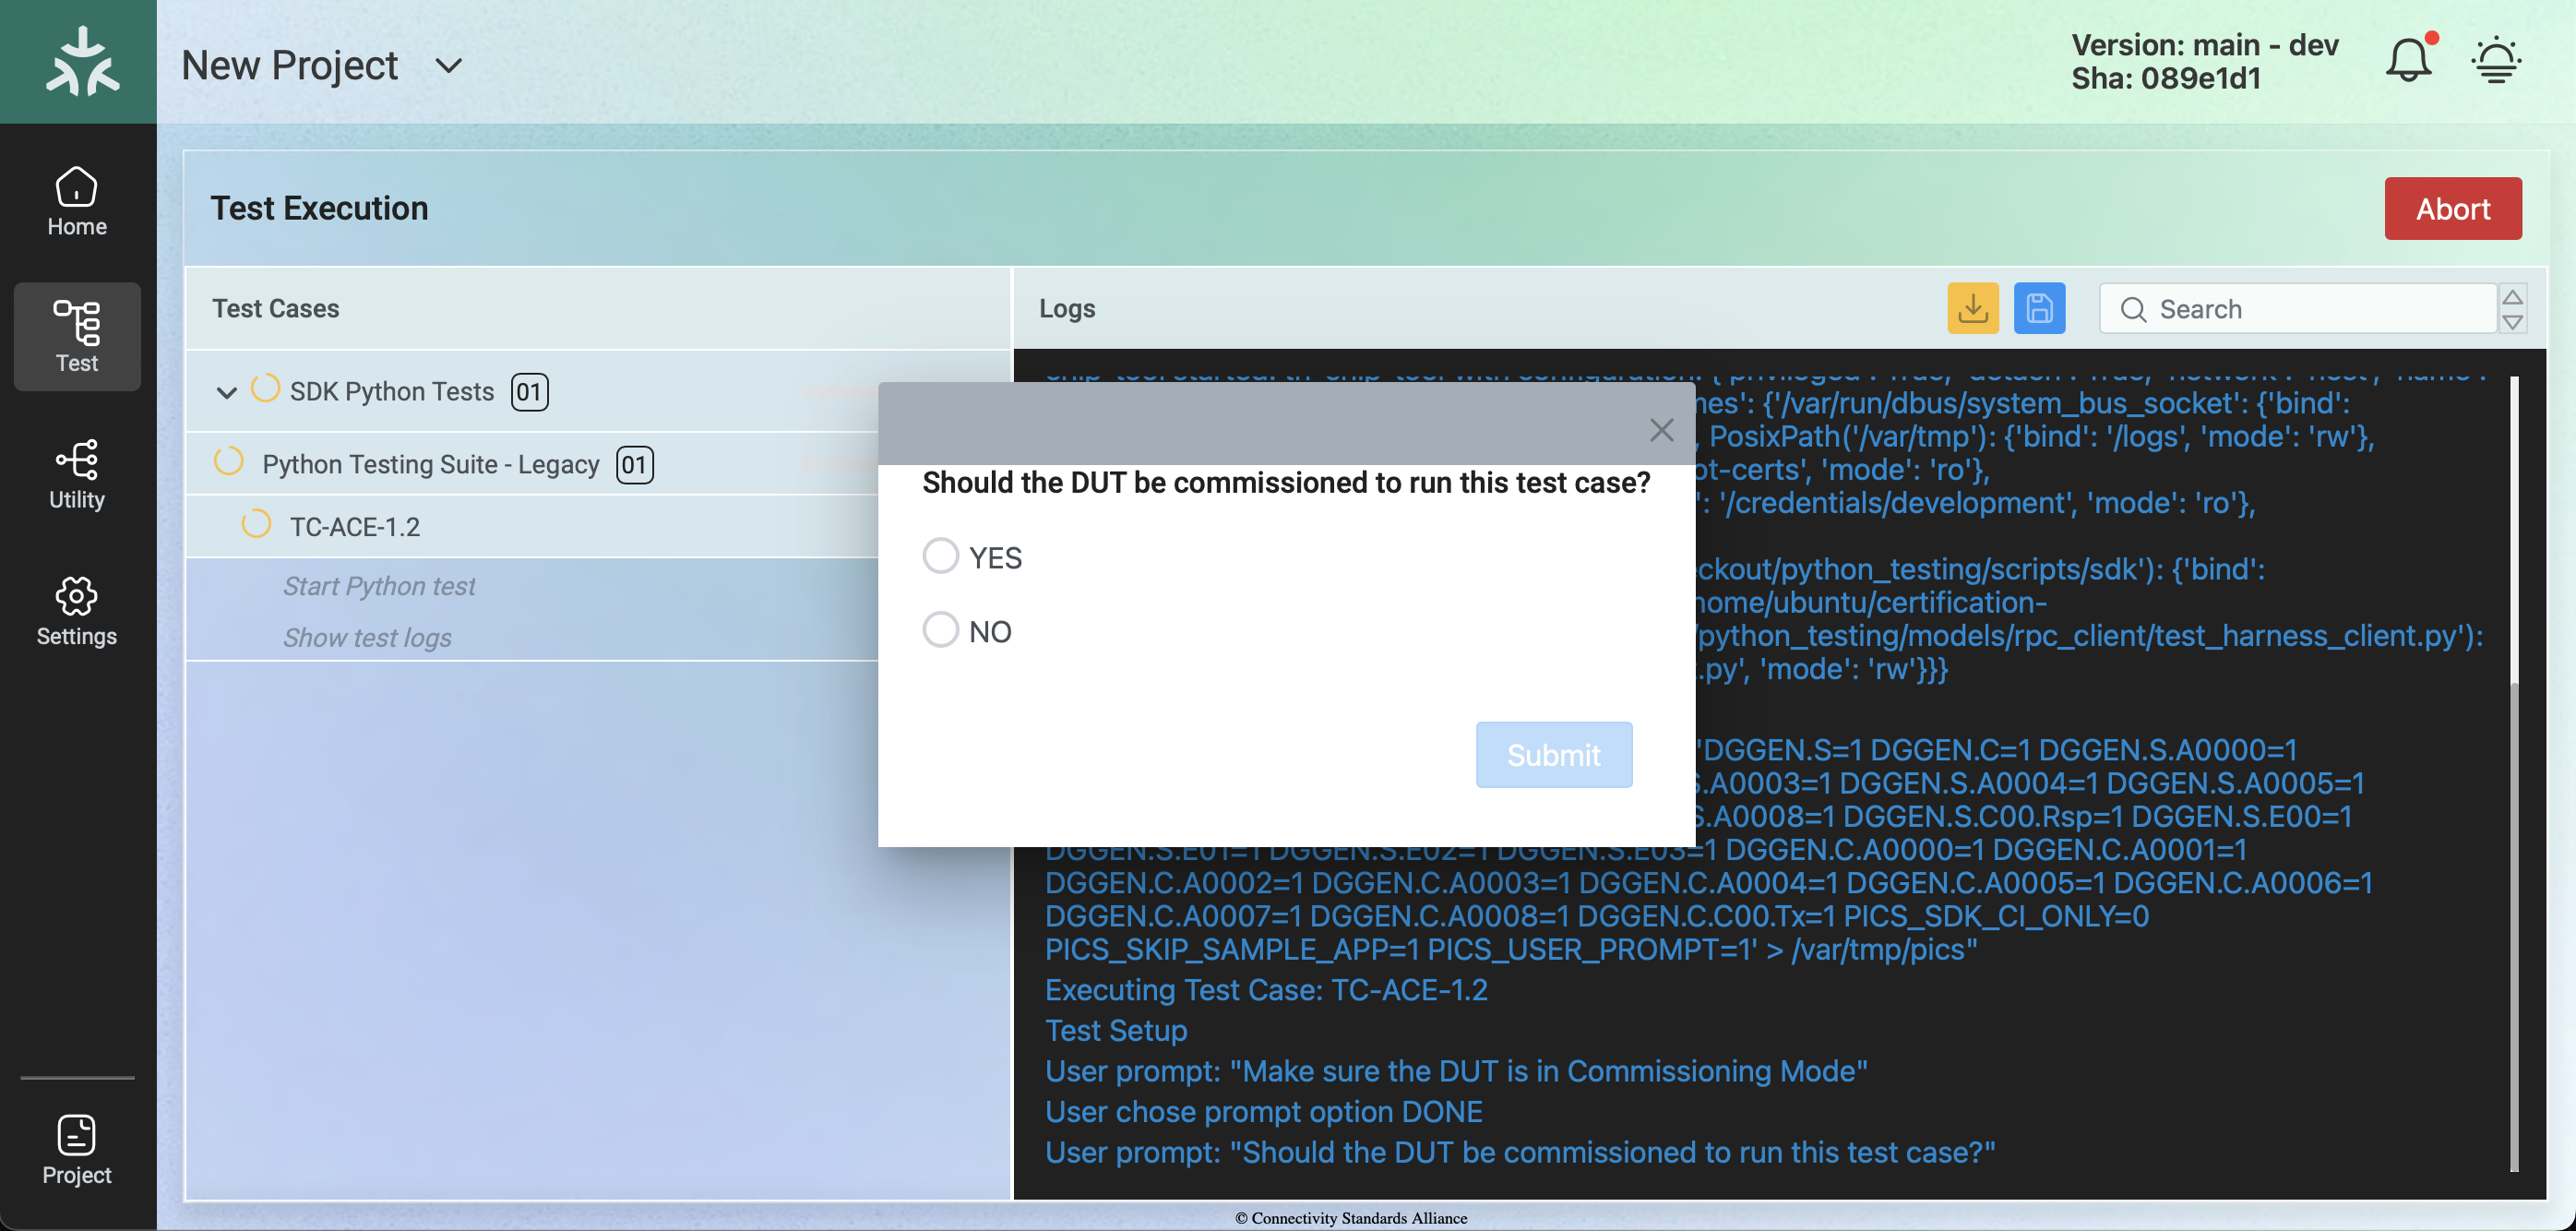 New Project
Version: main - dev
Sha: 089e1d1
Home
Test
Utility
Settings
Project
Test Execution
Abort
Test Cases
SDK Python Tests 01
Python Testing Suite - Legacy 01
TC-ACE-1.2
Start Python test
Show test logs
Logs
Search
Should the DUT be commissioned to run this test case?
YES
NO
Submit
{'/var/run/dbus/system_bus_socket': {'bind':
, PosixPath('/var/tmp'): {'bind': '/logs', 'mode': 'rw'},
ot-certs', 'mode': 'ro'},
': '/credentials/development', 'mode': 'ro'},
ckout/python_testing/scripts/sdk'): {'bind':
home/ubuntu/certification-
/python_testing/models/rpc_client/test_harness_client.py'):
.py', 'mode': 'rw'}}}
'DGGEN.S=1 DGGEN.C=1 DGGEN.S.A0000=1
S.A0003=1 DGGEN.S.A0004=1 DGGEN.S.A0005=1
S.A0008=1 DGGEN.S.C00.Rsp=1 DGGEN.S.E00=1
DGGEN.S.E01=1 DGGEN.S.E02=1 DGGEN.S.E03=1 DGGEN.C.A0000=1 DGGEN.C.A0001=1
DGGEN.C.A0002=1 DGGEN.C.A0003=1 DGGEN.C.A0004=1 DGGEN.C.A0005=1 DGGEN.C.A0006=1
DGGEN.C.A0007=1 DGGEN.C.A0008=1 DGGEN.C.C00.Tx=1 PICS_SDK_CI_ONLY=0
PICS_SKIP_SAMPLE_APP=1 PICS_USER_PROMPT=1' > /var/tmp/pics"
Executing Test Case: TC-ACE-1.2
Test Setup
User prompt: "Make sure the DUT is in Commissioning Mode"
User chose prompt option DONE
User prompt: "Should the DUT be commissioned to run this test case?"
© Connectivity Standards Alliance